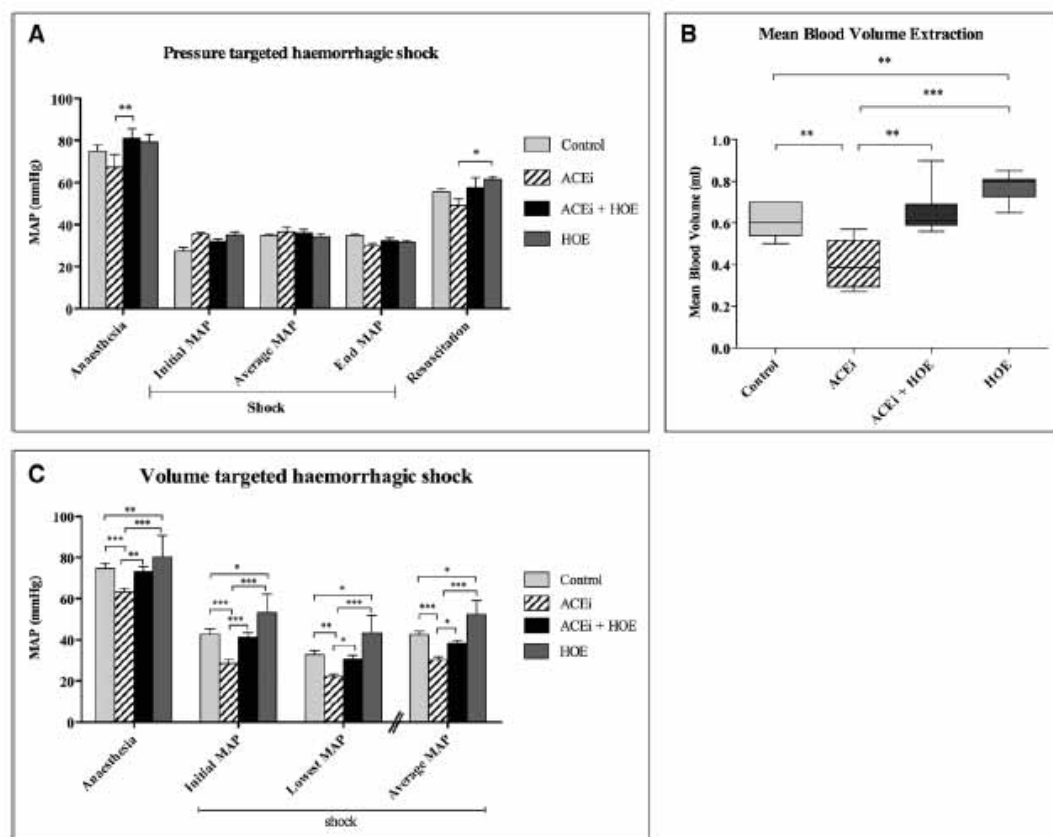 A
Pressure targeted haemorrhagic shock
MAP (mmHg)
100
80
60
40
20
0
**
*
Control
ACEi
ACEi + HOE
HOE
Anaesthesia
Initial MAP
Average MAP
End MAP
Resuscitation
Shock
B
Mean Blood Volume Extraction
**
***
**
**
Mean Blood Volume (ml)
1.0
0.8
0.6
0.4
0.2
0.0
Control
ACEi
ACEi + HOE
HOE
C
Volume targeted haemorrhagic shock
MAP (mmHg)
100
80
60
40
20
0
**
***
***
**
*
***
***
***
*
***
**
*
*
***
***
*
Control
ACEi
ACEi + HOE
HOE
Anaesthesia
Initial MAP
Lowest MAP
Average MAP
shock